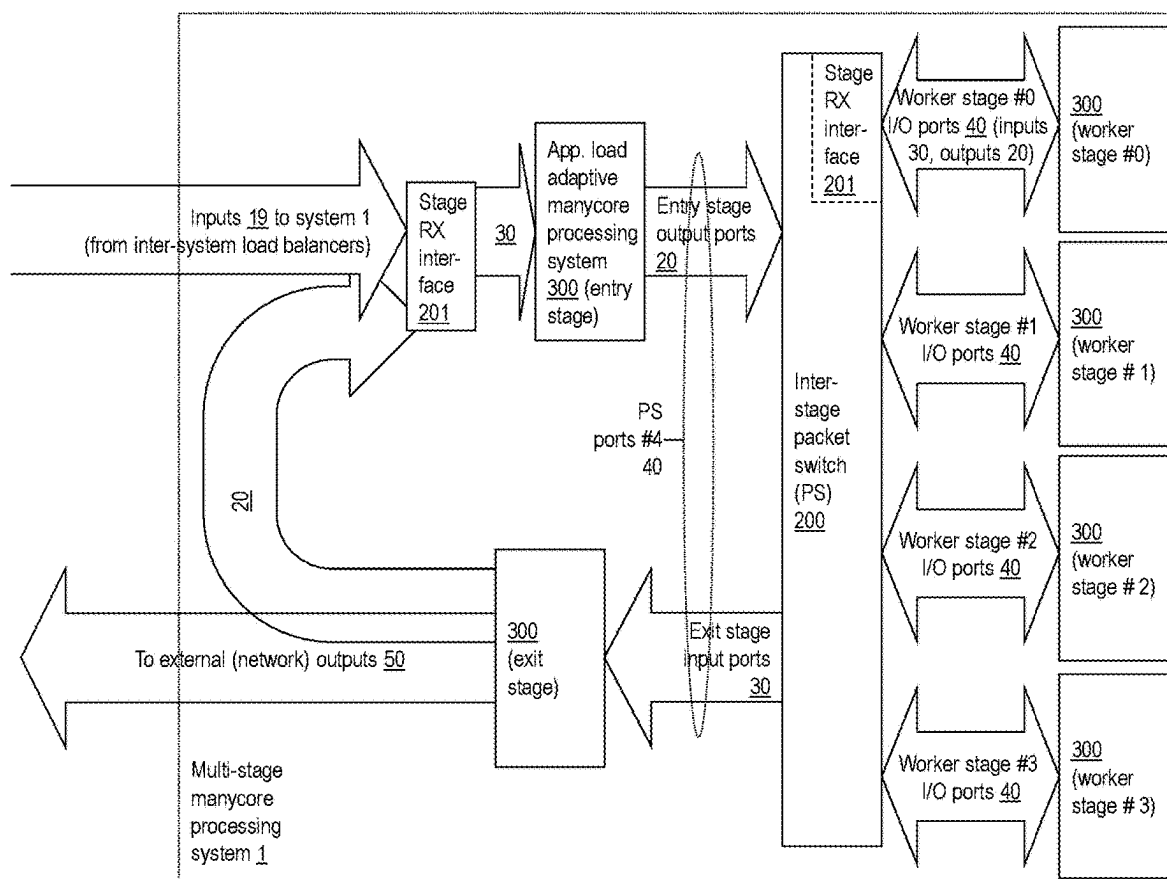 Inputs 19 to system 1
(from inter-system load balancers)
Stage
RX
inter-
face
201
30
App. load
adaptive
manycore
processing
system
300 (entry
stage)
Entry stage
output ports
20
Stage
RX
inter-
face
201
Worker stage #0
I/O ports 40 (inputs
30, outputs 20)
300
(worker
stage #0)
Worker stage #1
I/O ports 40
300
(worker
stage # 1)
Inter-
stage
packet
switch
(PS)
200
PS
ports #4
40
20
Worker stage #2
I/O ports 40
300
(worker
stage # 2)
To external (network) outputs 50
300
(exit
stage)
Exit stage
input ports
30
Worker stage #3
I/O ports 40
300
(worker
stage # 3)
Multi-stage
manycore
processing
system 1